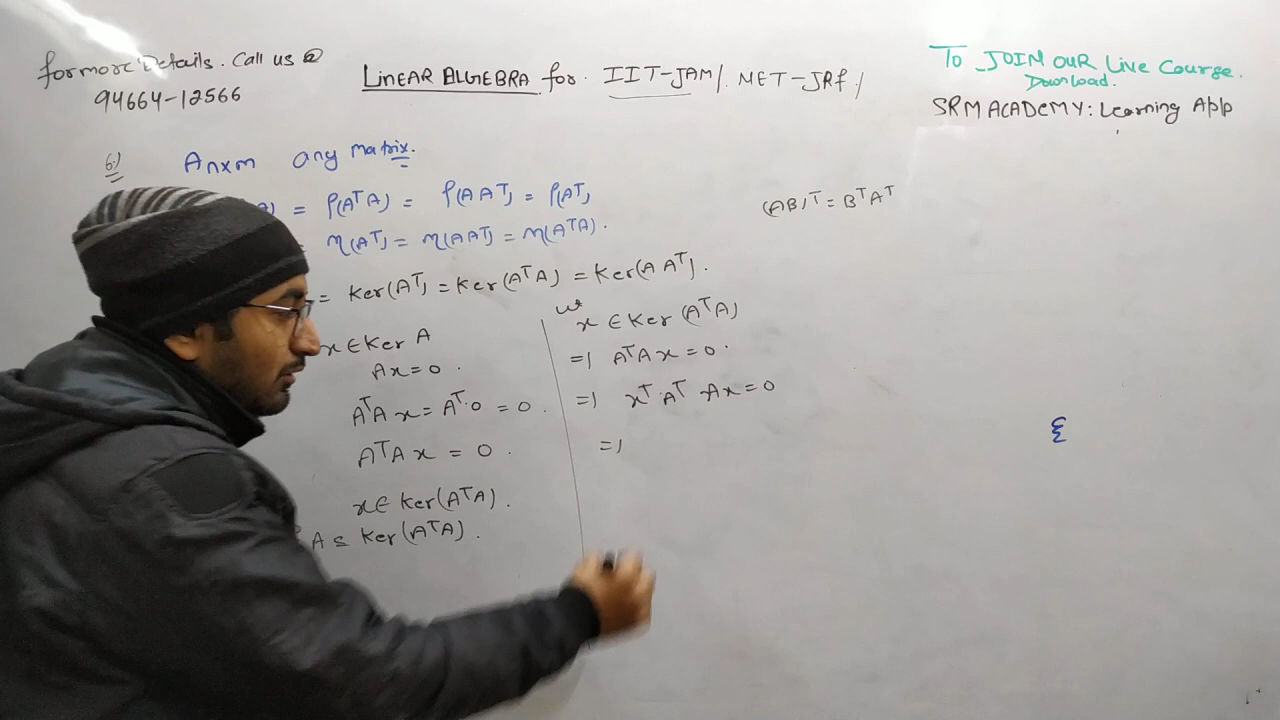 for more Details. Call us @
94664-12566
LINEAR ALGEBRA for IIT-JAM/. NET-JRF/
To JOIN OUR Live Course.
Download.
SRM ACADEMY: Learning App
6.) Anxm any matrix.
A) = ρ(AᵀA) = ρ(AAᵀ) = ρ(Aᵀ)
(AB)ᵀ = BᵀAᵀ
= η(Aᵀ) = η(AAᵀ) = η(AᵀA).
= Ker(Aᵀ) = Ker(AᵀA) = Ker(AAᵀ).
x ∈ Ker A
Ax = 0.
AᵀAx = Aᵀ.0 = 0.
AᵀAx = 0.
x ∈ Ker(AᵀA).
A ⊆ Ker(AᵀA).
x ∈ Ker (AᵀA)
=) AᵀAx = 0.
=) xᵀ.Aᵀ Ax = 0
=)
ξ